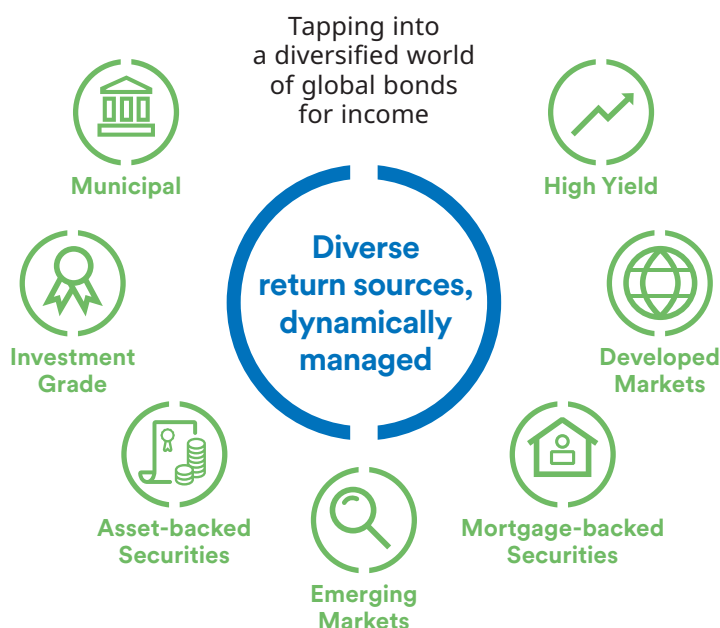 Tapping into
a diversified world
of global bonds
for income
Municipal
High Yield
Diverse
return sources,
dynamically
managed
Investment
Grade
Developed
Markets
Asset-backed
Securities
Mortgage-backed
Securities
Emerging
Markets